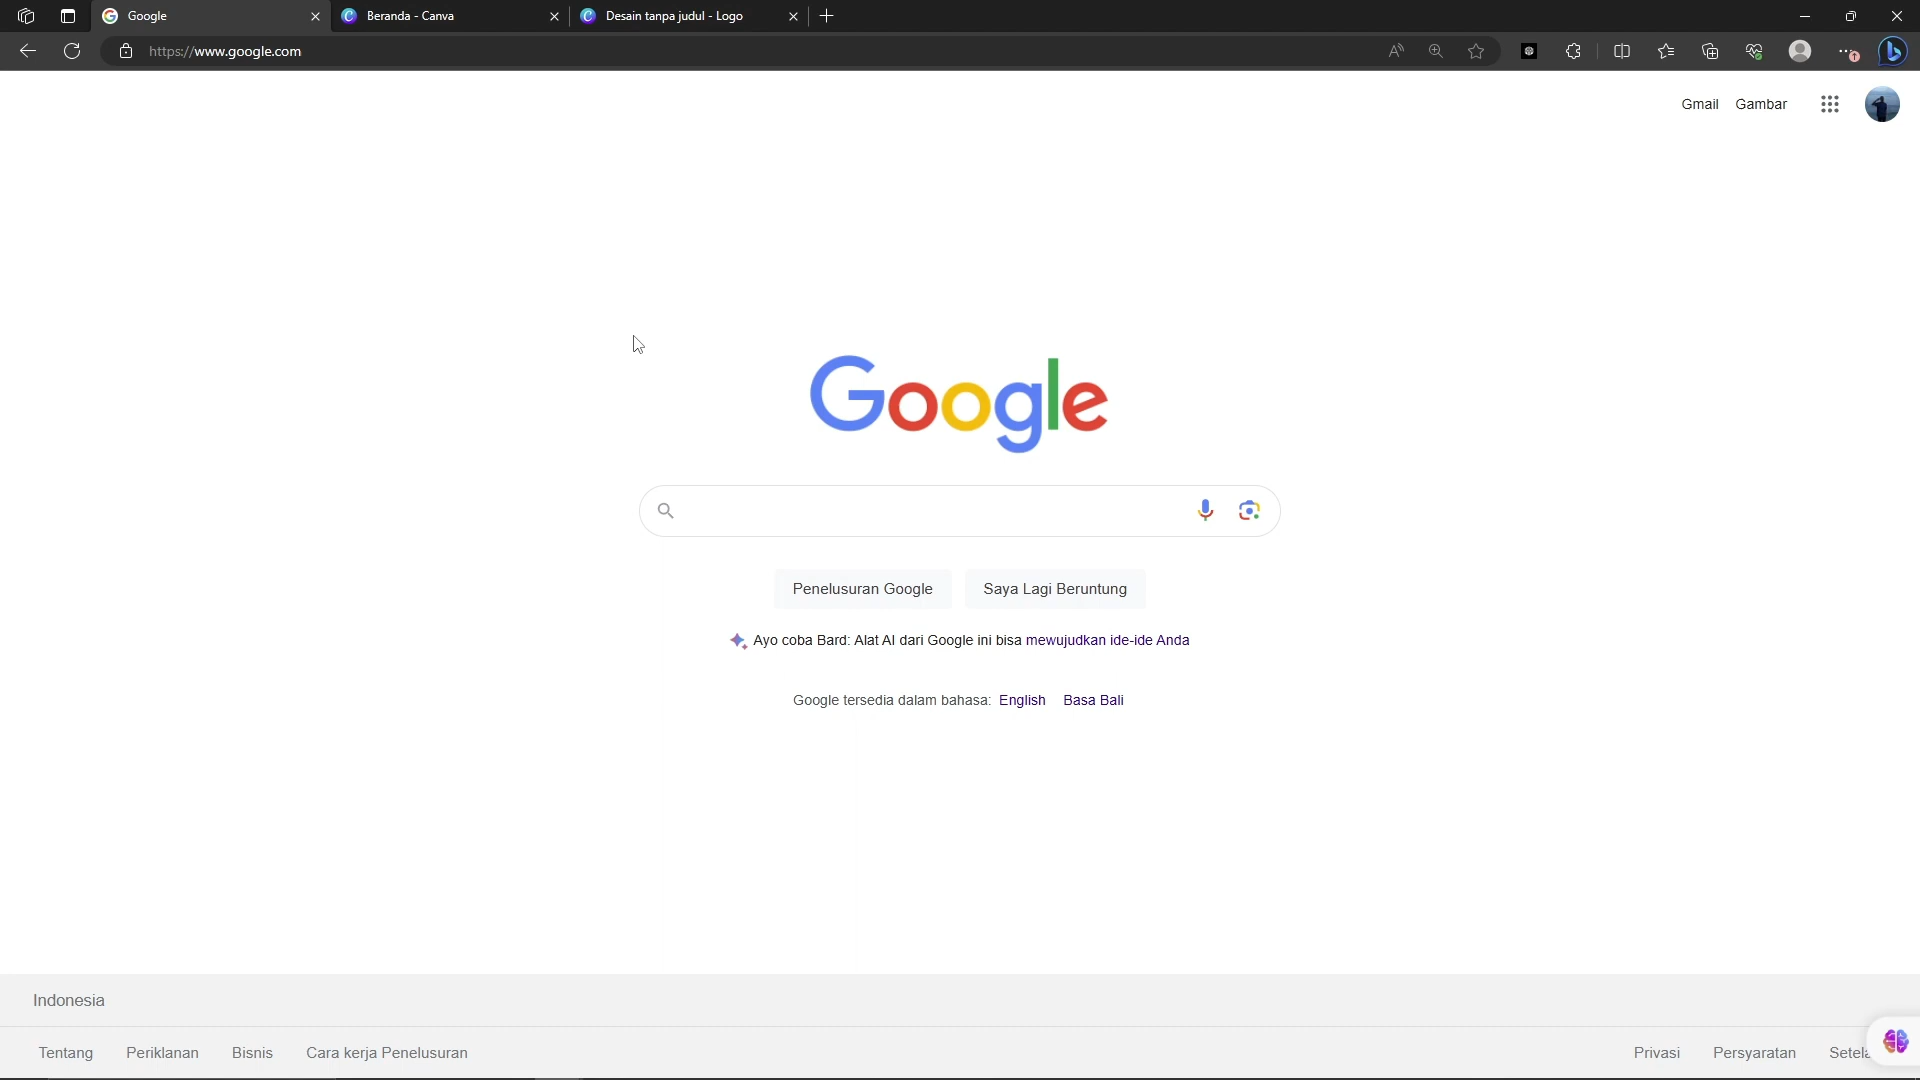 Google
Beranda - Canva
Desain tanpa judul - Logo
https://www.google.com
Gmail Gambar
Google
Penelusuran Google
Saya Lagi Beruntung
Ayo coba Bard: Alat AI dari Google ini bisa mewujudkan ide-ide Anda
Google tersedia dalam bahasa: English Basa Bali
Indonesia
Tentang Periklanan Bisnis Cara kerja Penelusuran
Privasi Persyaratan